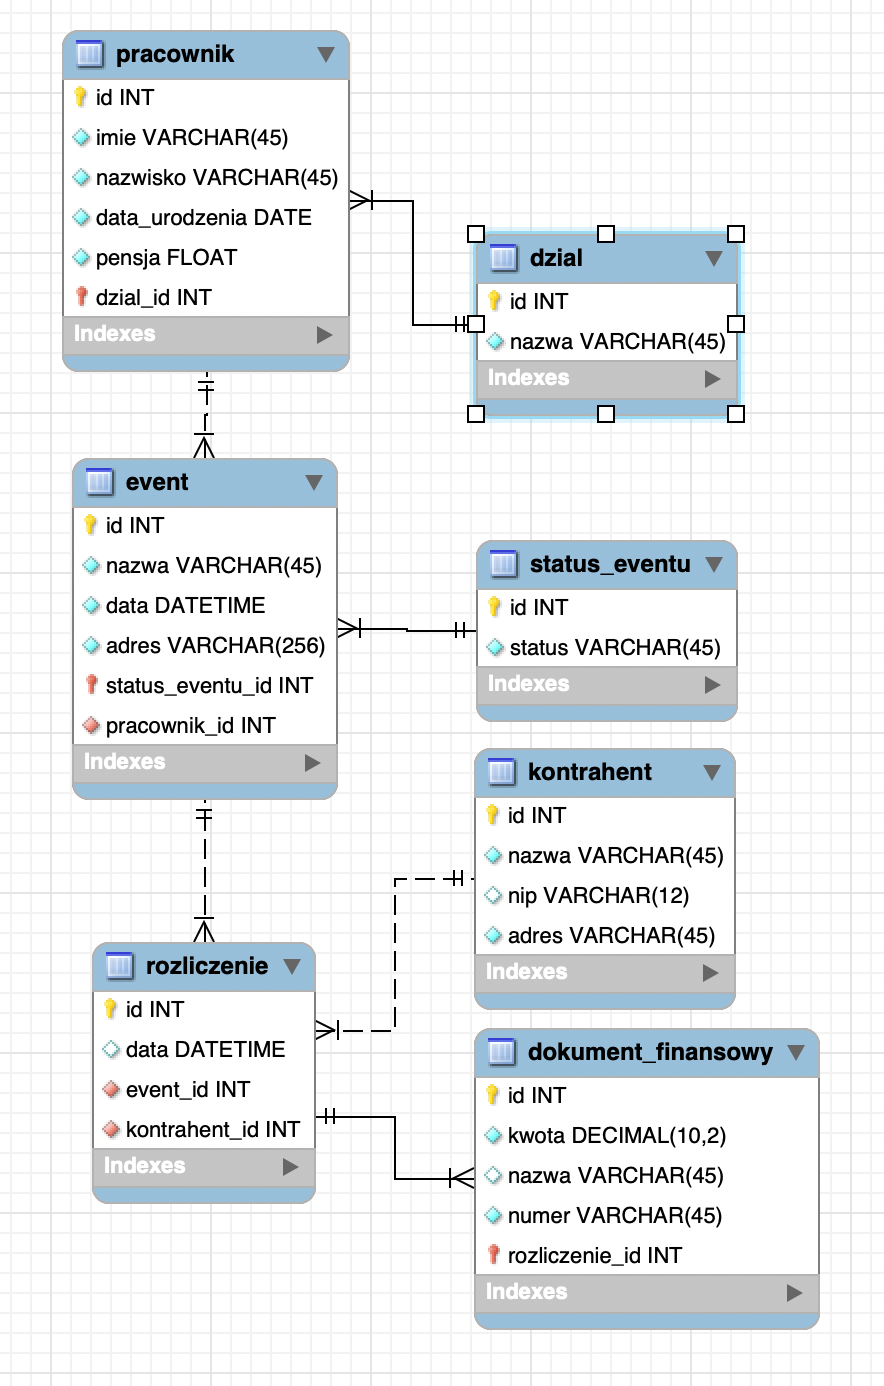 pracownik
id INT
imie VARCHAR(45)
nazwisko VARCHAR(45)
data_urodzenia DATE
pensja FLOAT
dzial_id INT
Indexes
dzial
id INT
nazwa VARCHAR(45)
Indexes
event
id INT
nazwa VARCHAR(45)
data DATETIME
adres VARCHAR(256)
status_eventu_id INT
pracownik_id INT
Indexes
status_eventu
id INT
status VARCHAR(45)
Indexes
kontrahent
id INT
nazwa VARCHAR(45)
nip VARCHAR(12)
adres VARCHAR(45)
Indexes
rozliczenie
id INT
data DATETIME
event_id INT
kontrahent_id INT
Indexes
dokument_finansowy
id INT
kwota DECIMAL(10,2)
nazwa VARCHAR(45)
numer VARCHAR(45)
rozliczenie_id INT
Indexes